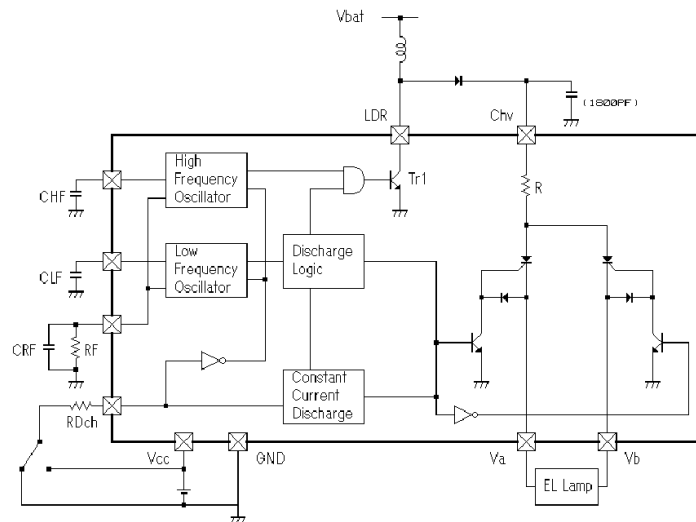 Vbat
(1800PF)
LDR
Chv
High
Frequency
Oscillator
Tr1
R
CHF
Low
Frequency
Oscillator
Discharge
Logic
CLF
CRF
RF
Constant
Current
Discharge
RDch
Vcc
GND
Va
Vb
EL Lamp